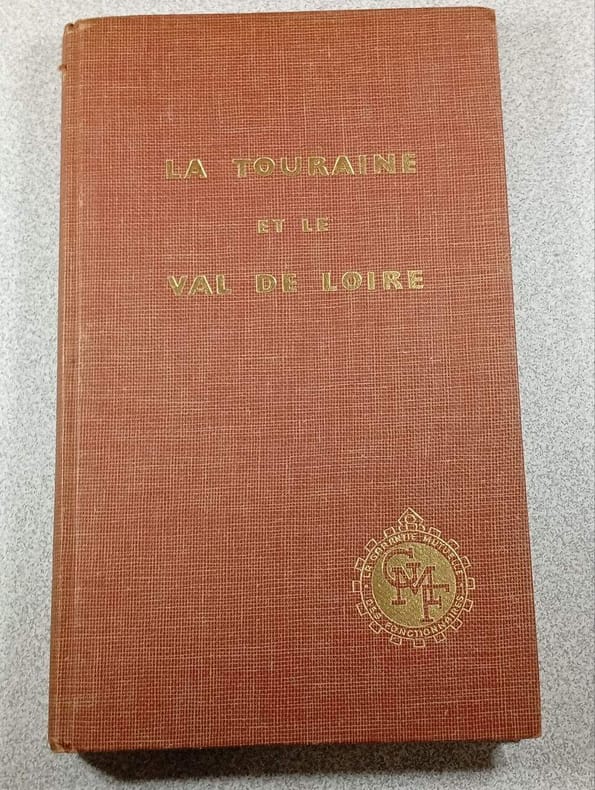 LA TOURAINE
ET LE
VAL DE LOIRE
LA GARANTIE MUTUELLE
DES FONCTIONNAIRES
GMF